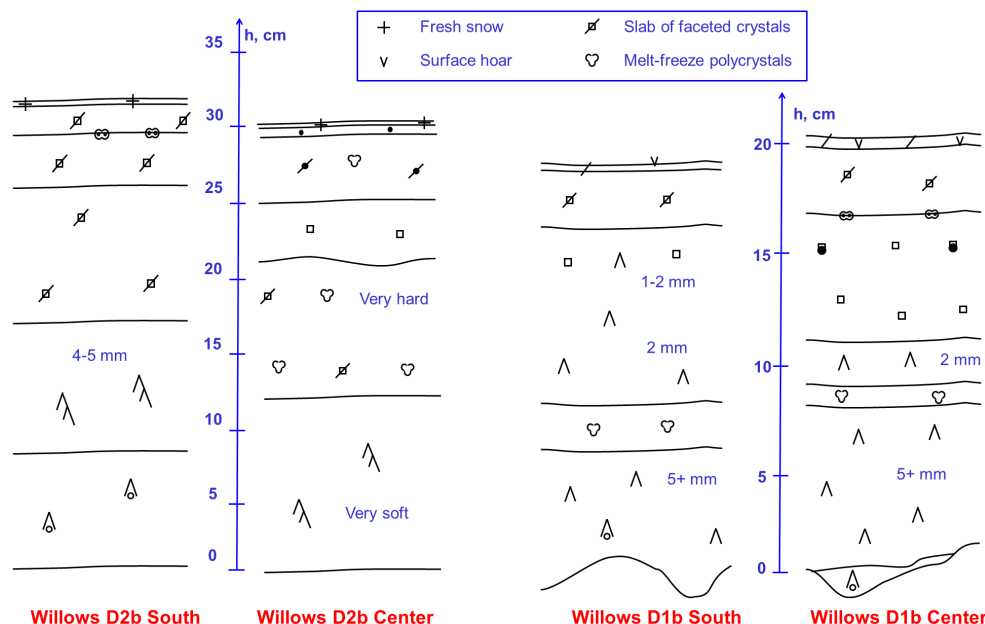 Fresh snow
Slab of faceted crystals
Surface hoar
Melt-freeze polycrystals
h, cm
35
30
25
20
15
10
5
0
h, cm
20
15
10
5
0
4-5 mm
Very hard
Very soft
1-2 mm
2 mm
5+ mm
2 mm
5+ mm
Willows D2b South
Willows D2b Center
Willows D1b South
Willows D1b Center